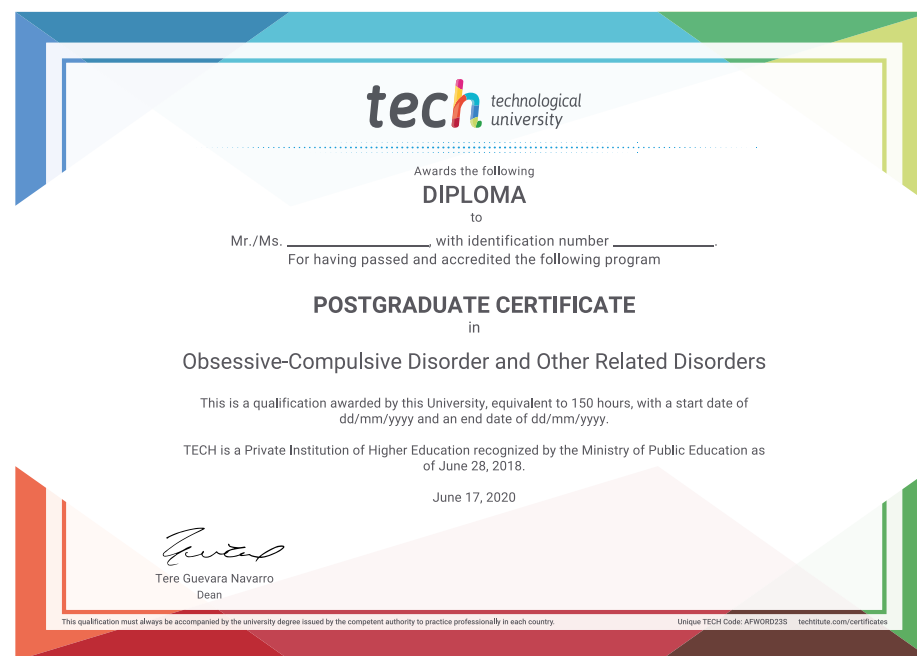 tech technological
university
Awards the following
DIPLOMA
to
Mr./Ms. ____________________, with identification number ______________.
For having passed and accredited the following program
POSTGRADUATE CERTIFICATE
in
Obsessive-Compulsive Disorder and Other Related Disorders
This is a qualification awarded by this University, equivalent to 150 hours, with a start date of
dd/mm/yyyy and an end date of dd/mm/yyyy.
TECH is a Private Institution of Higher Education recognized by the Ministry of Public Education as
of June 28, 2018.
June 17, 2020
Tere Guevara Navarro
Dean
This qualification must always be accompanied by the university degree issued by the competent authority to practice professionally in each country. Unique TECH Code: AFWORD23S techtitute.com/certificates